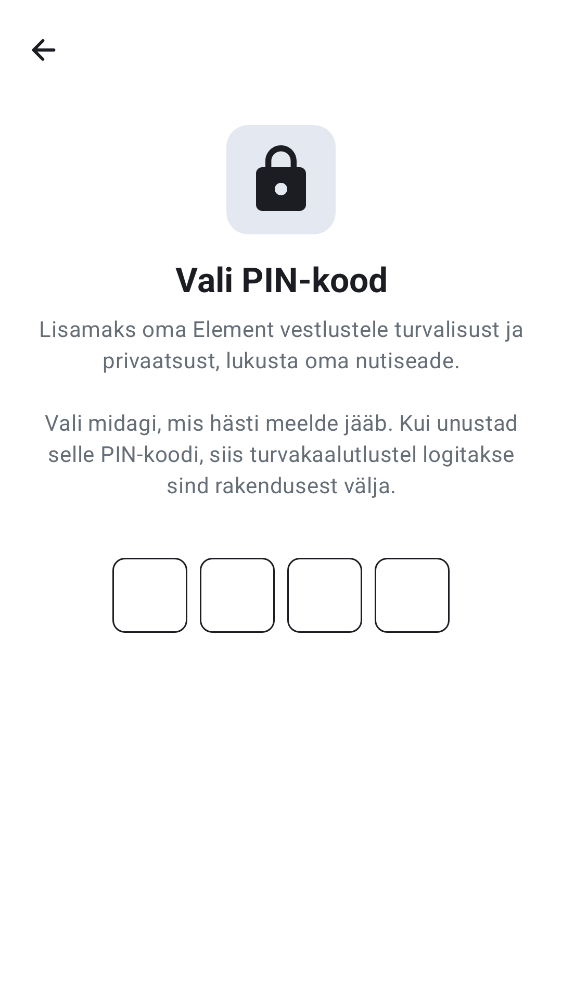 Vali PIN-kood
Lisamaks oma Element vestlustele turvalisust ja
privaatsust, lukusta oma nutiseade.
Vali midagi, mis hästi meelde jääb. Kui unustad
selle PIN-koodi, siis turvakaalutlustel logitakse
sind rakendusest välja.